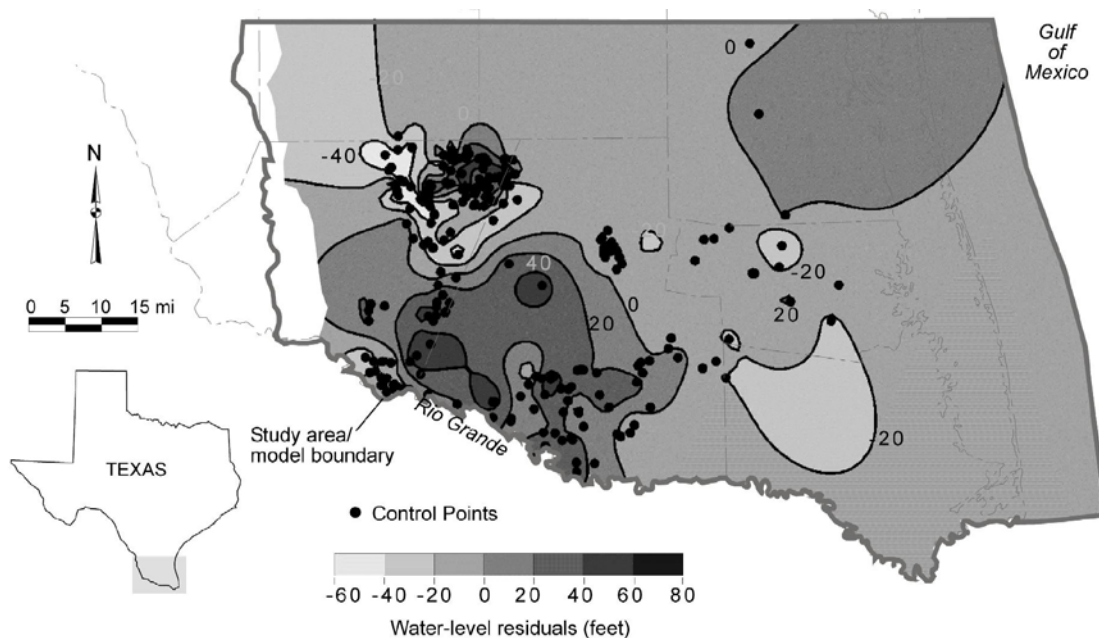 Gulf
of
Mexico
0
-20
0
-40
N
0 5 10 15 mi
20
40
0
20
-20
20
-20
Rio Grande
Study area/
model boundary
TEXAS
Control Points
-60 -40 -20 0 20 40 60 80
Water-level residuals (feet)